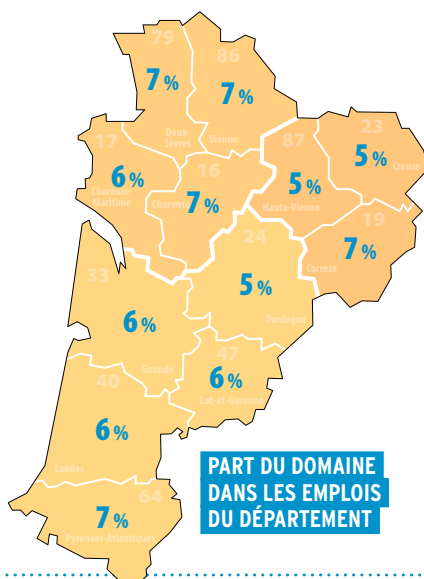 79
7 %
Deux-
Sèvres
86
7 %
Vienne
17
6 %
Charente
Maritime
16
Charente
7 %
87
5 %
Haute-Vienne
23
5 %
Creuse
19
7 %
Corrèze
24
5 %
Dordogne
33
6 %
Gironde
47
6 %
Lot-et-Garonne
40
6 %
Landes
64
7 %
Pyrénées-Atlantiques
PART DU DOMAINE
DANS LES EMPLOIS
DU DÉPARTEMENT